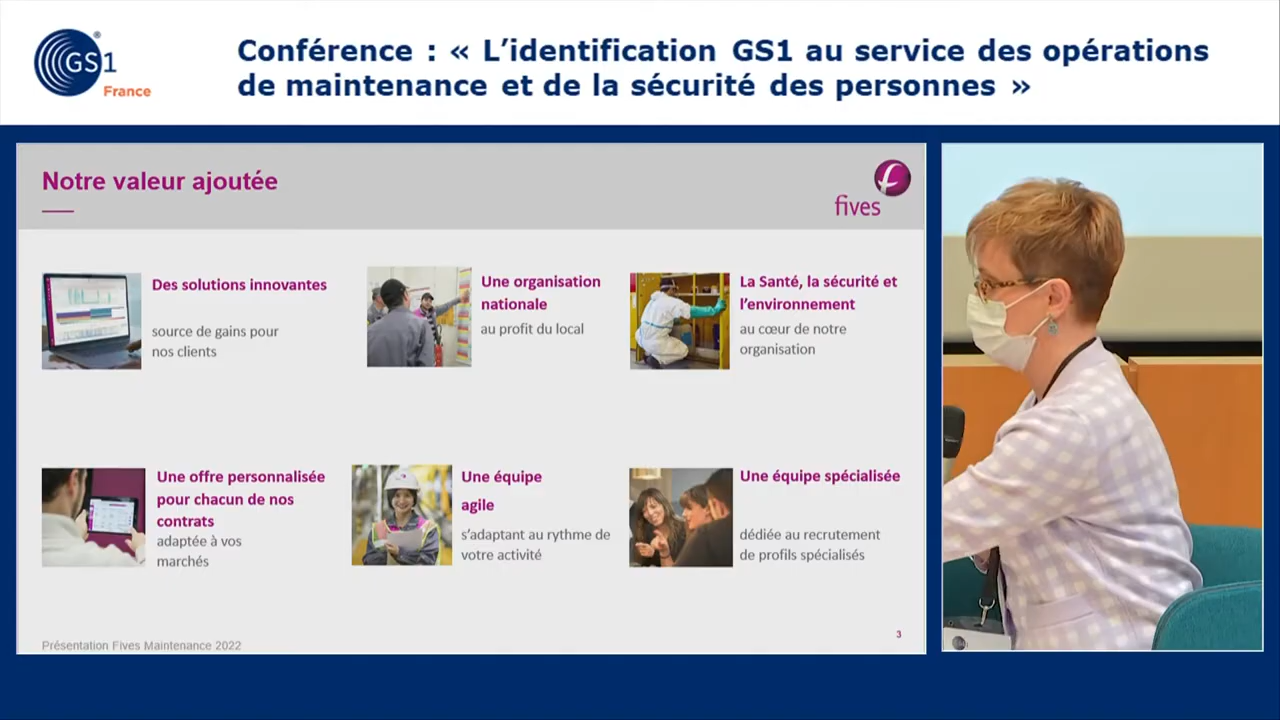 GS1
®
France
Conférence : « L’identification GS1 au service des opérations
de maintenance et de la sécurité des personnes »
Notre valeur ajoutée
fives
Des solutions innovantes
source de gains pour
nos clients
Une organisation
nationale
au profit du local
La Santé, la sécurité et
l’environnement
au cœur de notre
organisation
Une offre personnalisée
pour chacun de nos
contrats
adaptée à vos
marchés
Une équipe
agile
s’adaptant au rythme de
votre activité
Une équipe spécialisée
dédiée au recrutement
de profils spécialisés
Présentation Fives Maintenance 2022
3